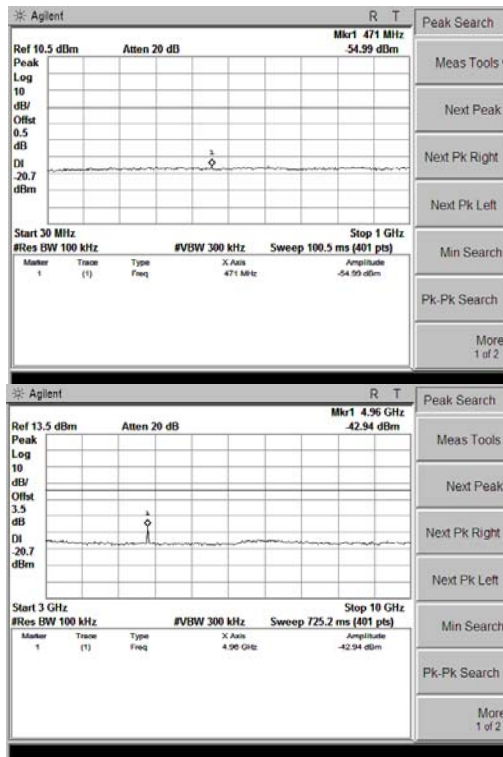 Agilent R T
Peak Search
Mkr1 471 MHz
Ref 10.5 dBm Atten 20 dB -54.99 dBm
Peak
Log
10
dB/
Offst
0.5
dB
DI
-20.7
dBm
1
Start 30 MHz Stop 1 GHz
#Res BW 100 kHz #VBW 300 kHz Sweep 100.5 ms (401 pts)
Marker Trace Type X Axis Amplitude
1 (1) Freq 471 MHz -54.99 dBm
Meas Tools
Next Peak
Next Pk Right
Next Pk Left
Min Search
Pk-Pk Search
More
1 of 2
Agilent R T
Peak Search
Mkr1 4.96 GHz
Ref 13.5 dBm Atten 20 dB -42.94 dBm
Peak
Log
10
dB/
Offst
3.5
dB
DI
-20.7
dBm
1
Start 3 GHz Stop 10 GHz
#Res BW 100 kHz #VBW 300 kHz Sweep 725.2 ms (401 pts)
Marker Trace Type X Axis Amplitude
1 (1) Freq 4.96 GHz -42.94 dBm
Meas Tools
Next Peak
Next Pk Right
Next Pk Left
Min Search
Pk-Pk Search
More
1 of 2